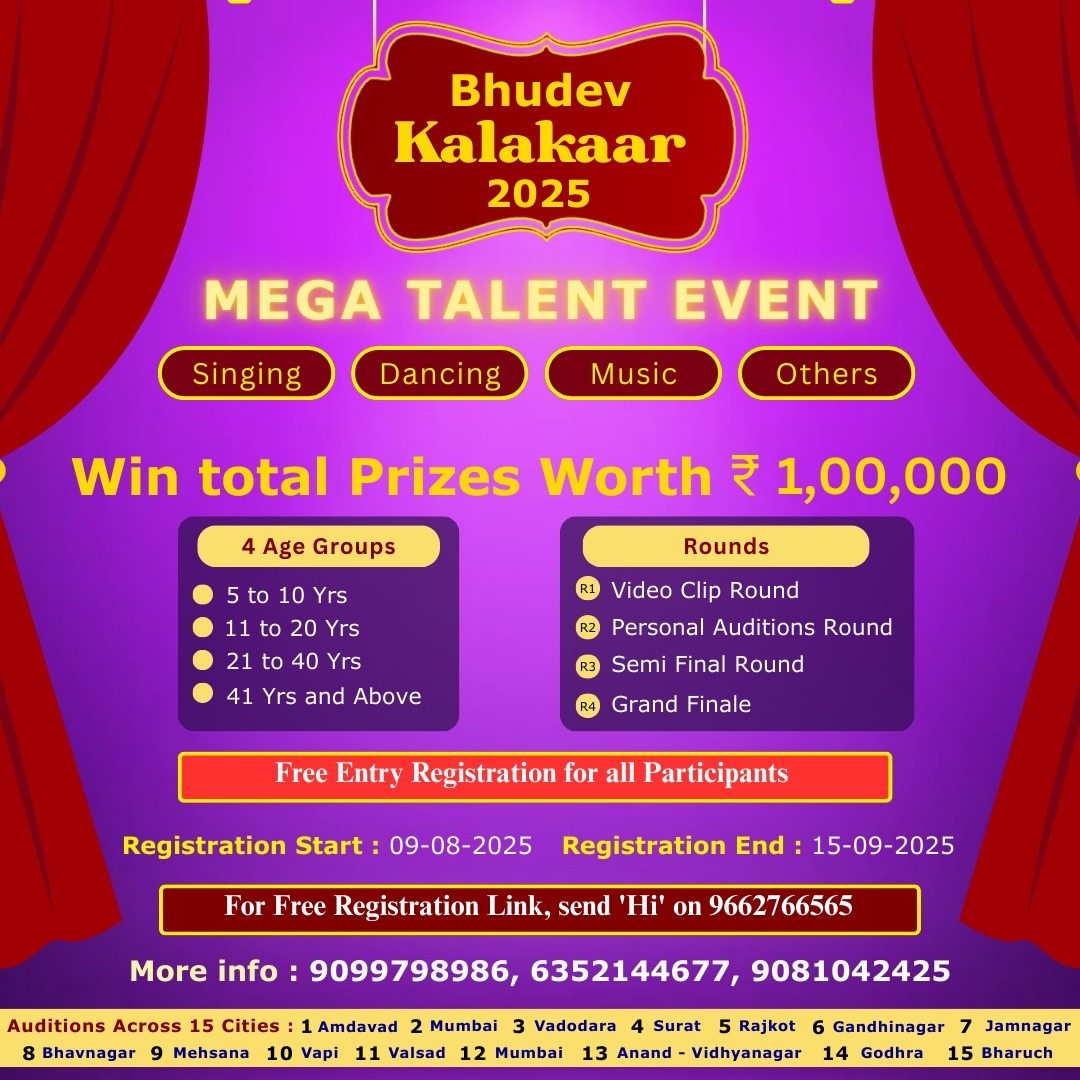 Bhudev
Kalakaar
2025
MEGA TALENT EVENT
Singing Dancing Music Others
Win total Prizes Worth ₹ 1,00,000
4 Age Groups
5 to 10 Yrs
11 to 20 Yrs
21 to 40 Yrs
41 Yrs and Above
Rounds
R1 Video Clip Round
R2 Personal Auditions Round
R3 Semi Final Round
R4 Grand Finale
Free Entry Registration for all Participants
Registration Start : 09-08-2025 Registration End : 15-09-2025
For Free Registration Link, send 'Hi' on 9662766565
More info : 9099798986, 6352144677, 9081042425
Auditions Across 15 Cities : 1 Amdavad 2 Mumbai 3 Vadodara 4 Surat 5 Rajkot 6 Gandhinagar 7 Jamnagar
8 Bhavnagar 9 Mehsana 10 Vapi 11 Valsad 12 Mumbai 13 Anand - Vidhyanagar 14 Godhra 15 Bharuch